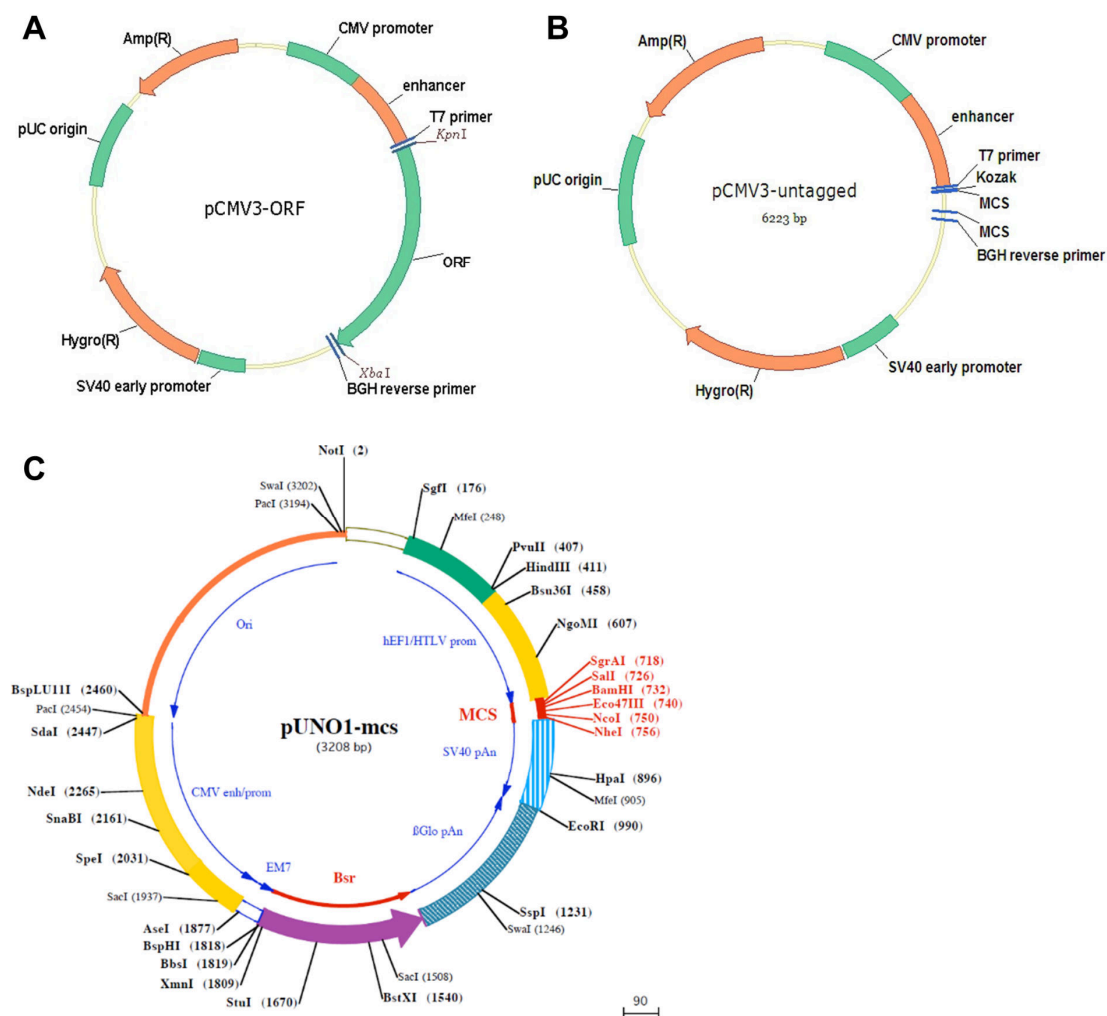 A
Amp(R)
CMV promoter
enhancer
T7 primer
KpnI
pUC origin
pCMV3-ORF
ORF
Hygro(R)
XbaI
SV40 early promoter
BGH reverse primer
B
Amp(R)
CMV promoter
enhancer
T7 primer
Kozak
MCS
MCS
BGH reverse primer
pUC origin
pCMV3-untagged
6223 bp
SV40 early promoter
Hygro(R)
C
NotI (2)
SwaI (3202)
PacI (3194)
SgfI (176)
MfeI (248)
PvuII (407)
HindIII (411)
Bsu36I (458)
NgoMI (607)
SgrAI (718)
SalI (726)
BamHI (732)
Eco47III (740)
NcoI (750)
NheI (756)
HpaI (896)
MfeI (905)
EcoRI (990)
SspI (1231)
SwaI (1246)
SacI (1508)
BstXI (1540)
StuI (1670)
XmnI (1809)
BbsI (1819)
BspHI (1818)
AseI (1877)
SacI (1937)
SpeI (2031)
SnaBI (2161)
NdeI (2265)
SdaI (2447)
PacI (2454)
BspLU11I (2460)
Ori
hEF1/HTLV prom
MCS
pUNO1-mcs
(3208 bp)
SV40 pAn
CMV enh/prom
ßGlo pAn
EM7
Bsr
90